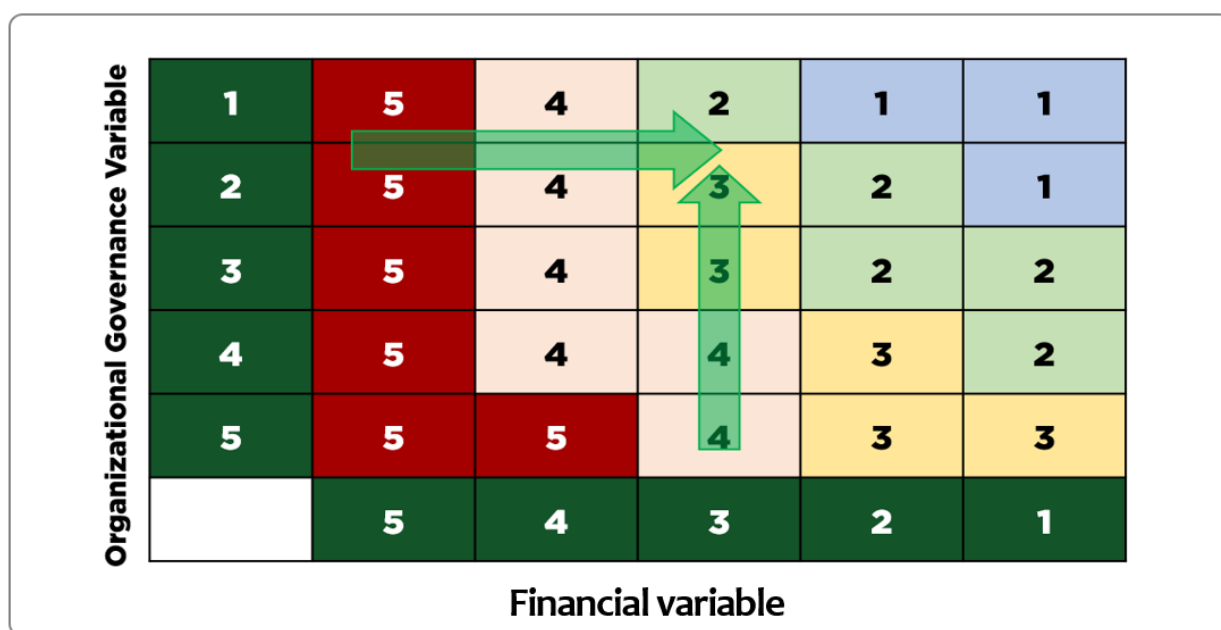 Organizational Governance Variable
1 5 4 2 1 1
2 5 4 3 2 1
3 5 4 3 2 2
4 5 4 4 3 2
5 5 5 4 3 3
5 4 3 2 1
Financial variable